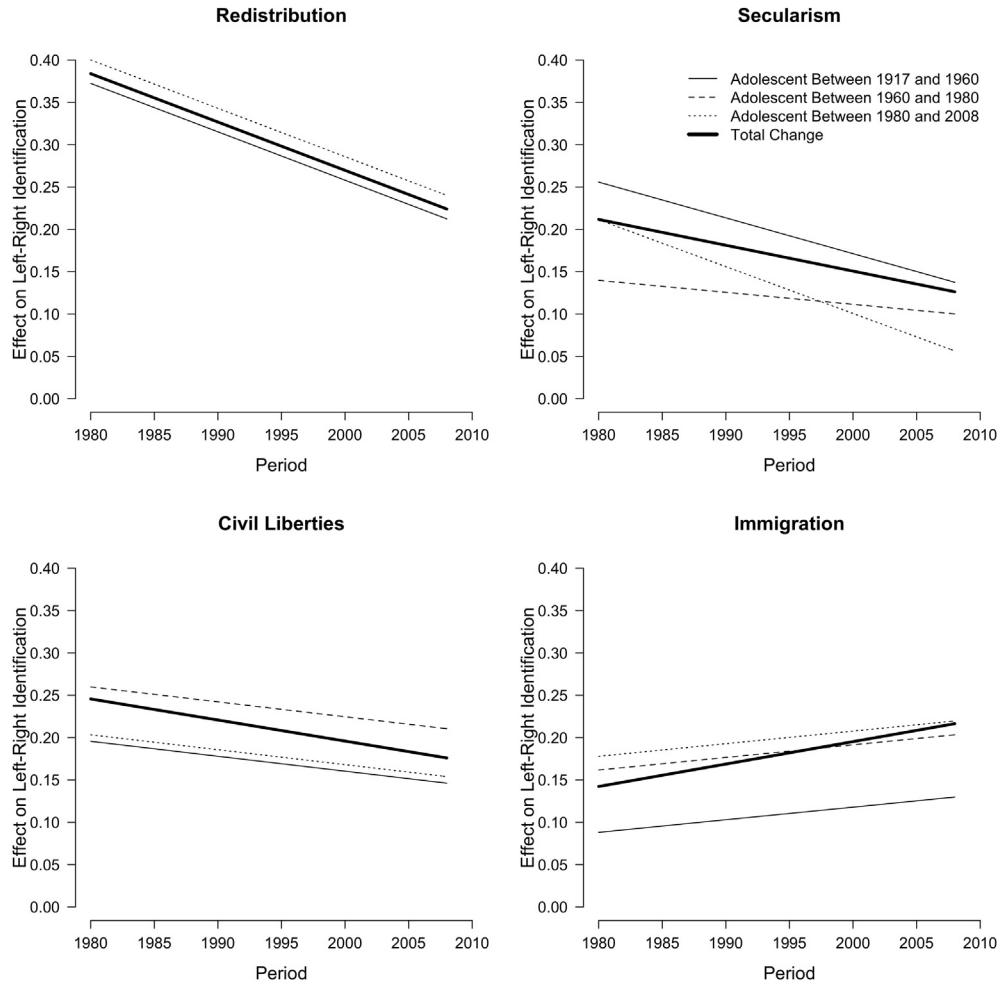 Redistribution
Effect on Left-Right Identification
0.40
0.35
0.30
0.25
0.20
0.15
0.10
0.05
0.00
1980 1985 1990 1995 2000 2005 2010
Period
Secularism
Effect on Left-Right Identification
0.40
0.35
0.30
0.25
0.20
0.15
0.10
0.05
0.00
Adolescent Between 1917 and 1960
Adolescent Between 1960 and 1980
Adolescent Between 1980 and 2008
Total Change
1980 1985 1990 1995 2000 2005 2010
Period
Civil Liberties
Effect on Left-Right Identification
0.40
0.35
0.30
0.25
0.20
0.15
0.10
0.05
0.00
1980 1985 1990 1995 2000 2005 2010
Period
Immigration
Effect on Left-Right Identification
0.40
0.35
0.30
0.25
0.20
0.15
0.10
0.05
0.00
1980 1985 1990 1995 2000 2005 2010
Period